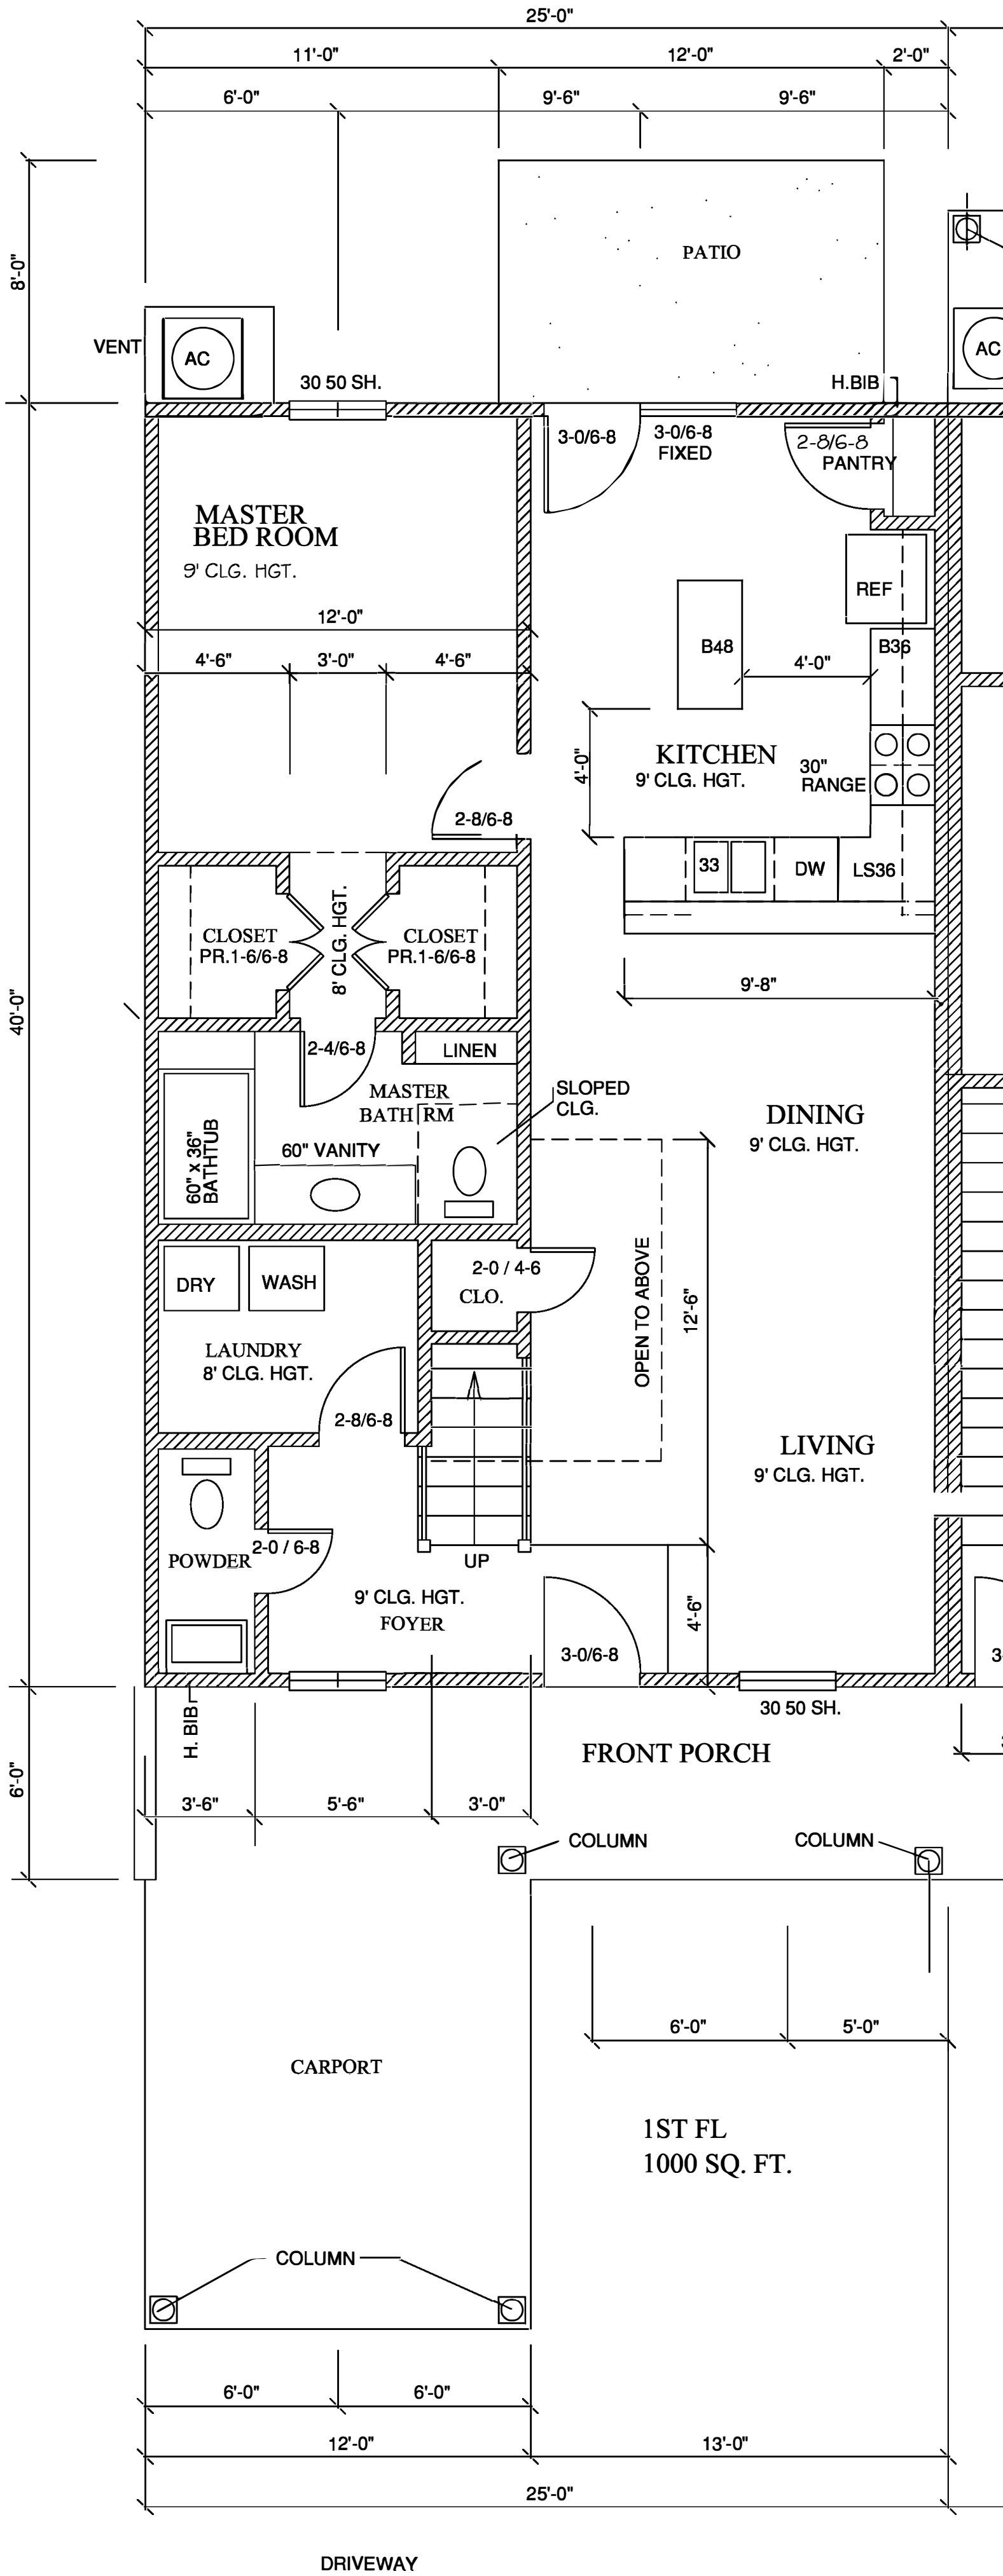 25'-0"
11'-0"
12'-0"
2'-0"
6'-0"
9'-6"
9'-6"
8'-0"
PATIO
VENT
AC
AC
30 50 SH.
H.BIB
3-0/6-8
3-0/6-8
FIXED
2-8/6-8
PANTRY
MASTER
BED ROOM
9' CLG. HGT.
REF
12'-0"
4'-6"
3'-0"
4'-6"
B48
4'-0"
B36
4'-0"
KITCHEN
9' CLG. HGT.
30"
RANGE
2-8/6-8
33
DW
LS36
CLOSET
PR.1-6/6-8
8' CLG. HGT.
CLOSET
PR.1-6/6-8
9'-8"
40'-0"
2-4/6-8
LINEN
MASTER
BATH RM
SLOPED
CLG.
60" x 36"
BATHTUB
60" VANITY
DINING
9' CLG. HGT.
DRY
WASH
2-0 / 4-6
CLO.
OPEN TO ABOVE
12'-6"
LAUNDRY
8' CLG. HGT.
2-8/6-8
LIVING
9' CLG. HGT.
POWDER
2-0 / 6-8
UP
9' CLG. HGT.
FOYER
4'-6"
3-0/6-8
30 50 SH.
H. BIB
FRONT PORCH
6'-0"
3'-6"
5'-6"
3'-0"
COLUMN
COLUMN
6'-0"
5'-0"
CARPORT
1ST FL
1000 SQ. FT.
COLUMN
6'-0"
6'-0"
12'-0"
13'-0"
25'-0"
DRIVEWAY